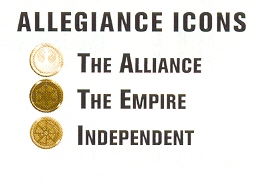 ALLEGIANCE ICONS
THE ALLIANCE
THE EMPIRE
INDEPENDENT